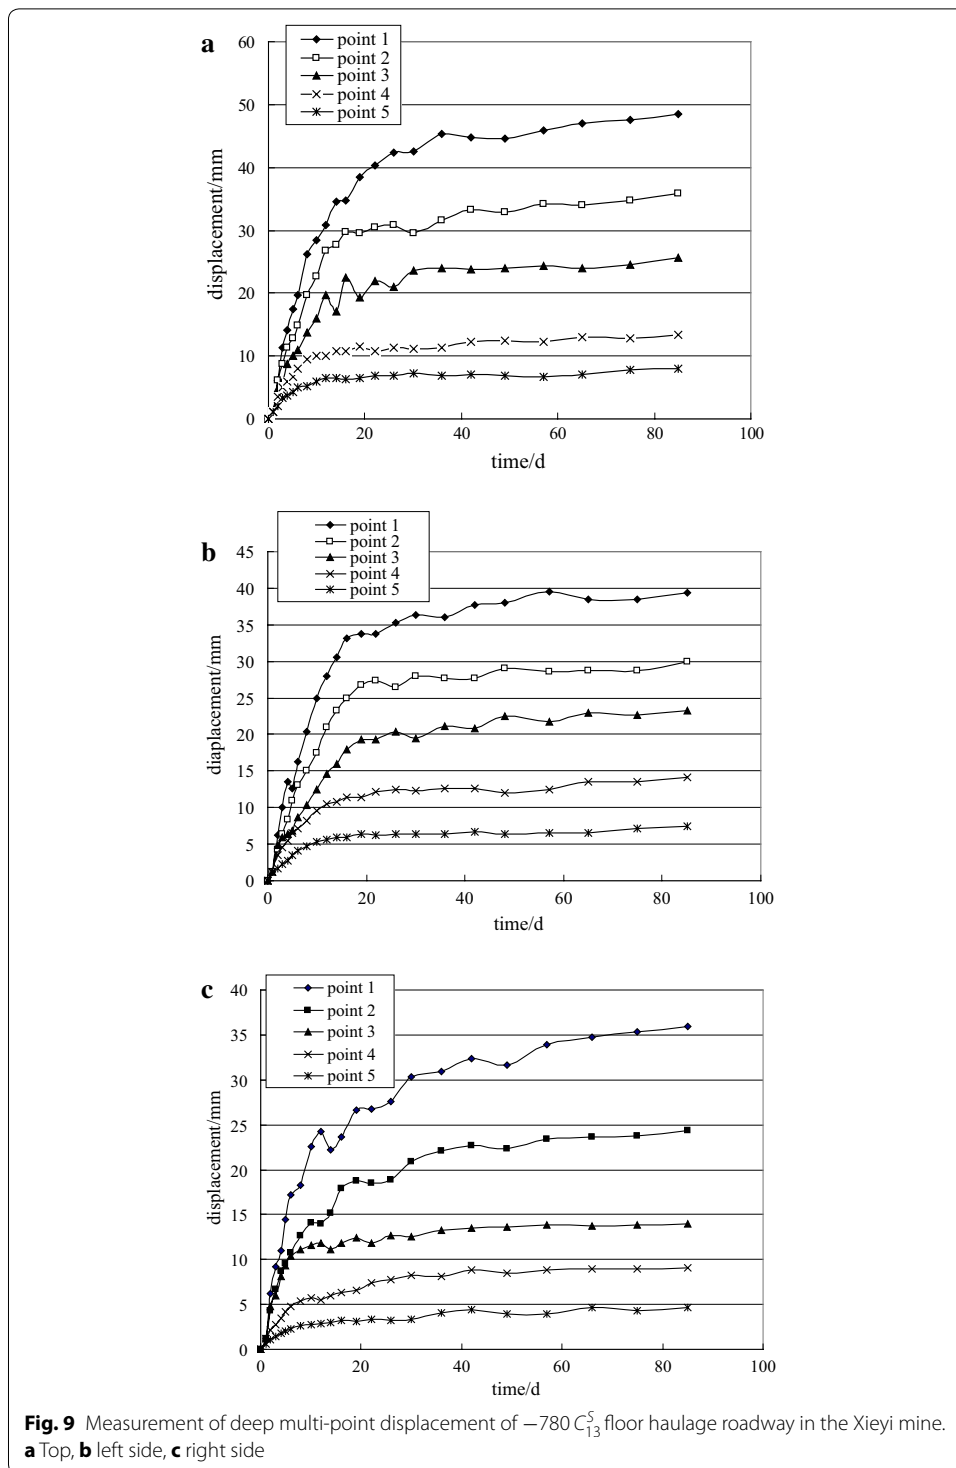 a
point 1
point 2
point 3
point 4
point 5
60
50
40
30
20
10
0
displacement/mm
0 20 40 60 80 100
time/d
b
point 1
point 2
point 3
point 4
point 5
45
40
35
30
25
20
15
10
5
0
diaplacement/mm
0 20 40 60 80 100
time/d
c
point 1
point 2
point 3
point 4
point 5
40
35
30
25
20
15
10
5
0
displacement/mm
0 20 40 60 80 100
time/d
Fig. 9 Measurement of deep multi-point displacement of −780 C₁₃ˢ floor haulage roadway in the Xieyi mine.
a Top, b left side, c right side